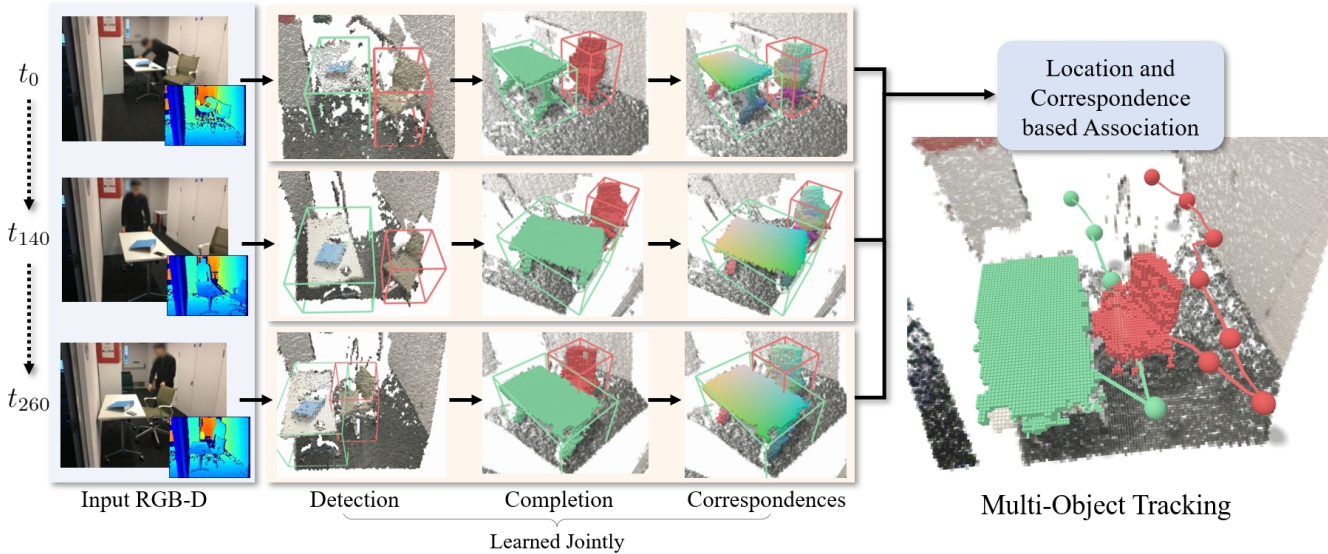 t0
t140
t260
Location and
Correspondence
based Association
Input RGB-D
Detection
Completion
Correspondences
Learned Jointly
Multi-Object Tracking